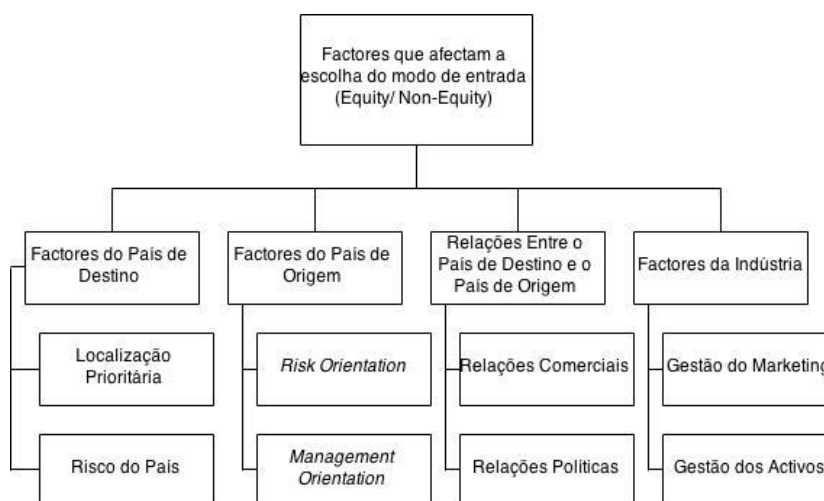 Factores que afectam a
escolha do modo de entrada
(Equity/ Non-Equity)
Factores do País de
Destino
Factores do País de
Origem
Relações Entre o
País de Destino e o
País de Origem
Factores da Indústria
Localização
Prioritária
Risk Orientation
Relações Comerciais
Gestão do Marketing
Risco do País
Management
Orientation
Relações Políticas
Gestão dos Activos